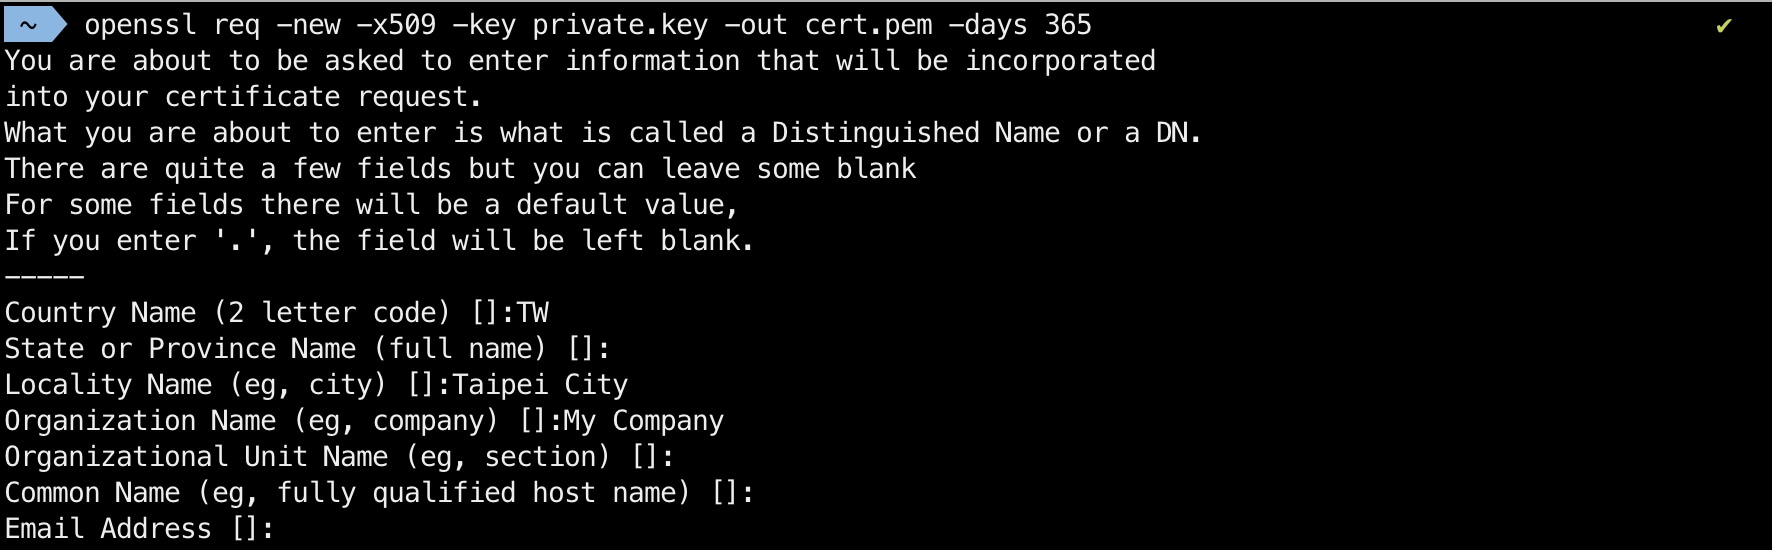 ~ openssl req -new -x509 -key private.key -out cert.pem -days 365 ✔
You are about to be asked to enter information that will be incorporated
into your certificate request.
What you are about to enter is what is called a Distinguished Name or a DN.
There are quite a few fields but you can leave some blank
For some fields there will be a default value,
If you enter '.', the field will be left blank.
-----
Country Name (2 letter code) []:TW
State or Province Name (full name) []:
Locality Name (eg, city) []:Taipei City
Organization Name (eg, company) []:My Company
Organizational Unit Name (eg, section) []:
Common Name (eg, fully qualified host name) []:
Email Address []: